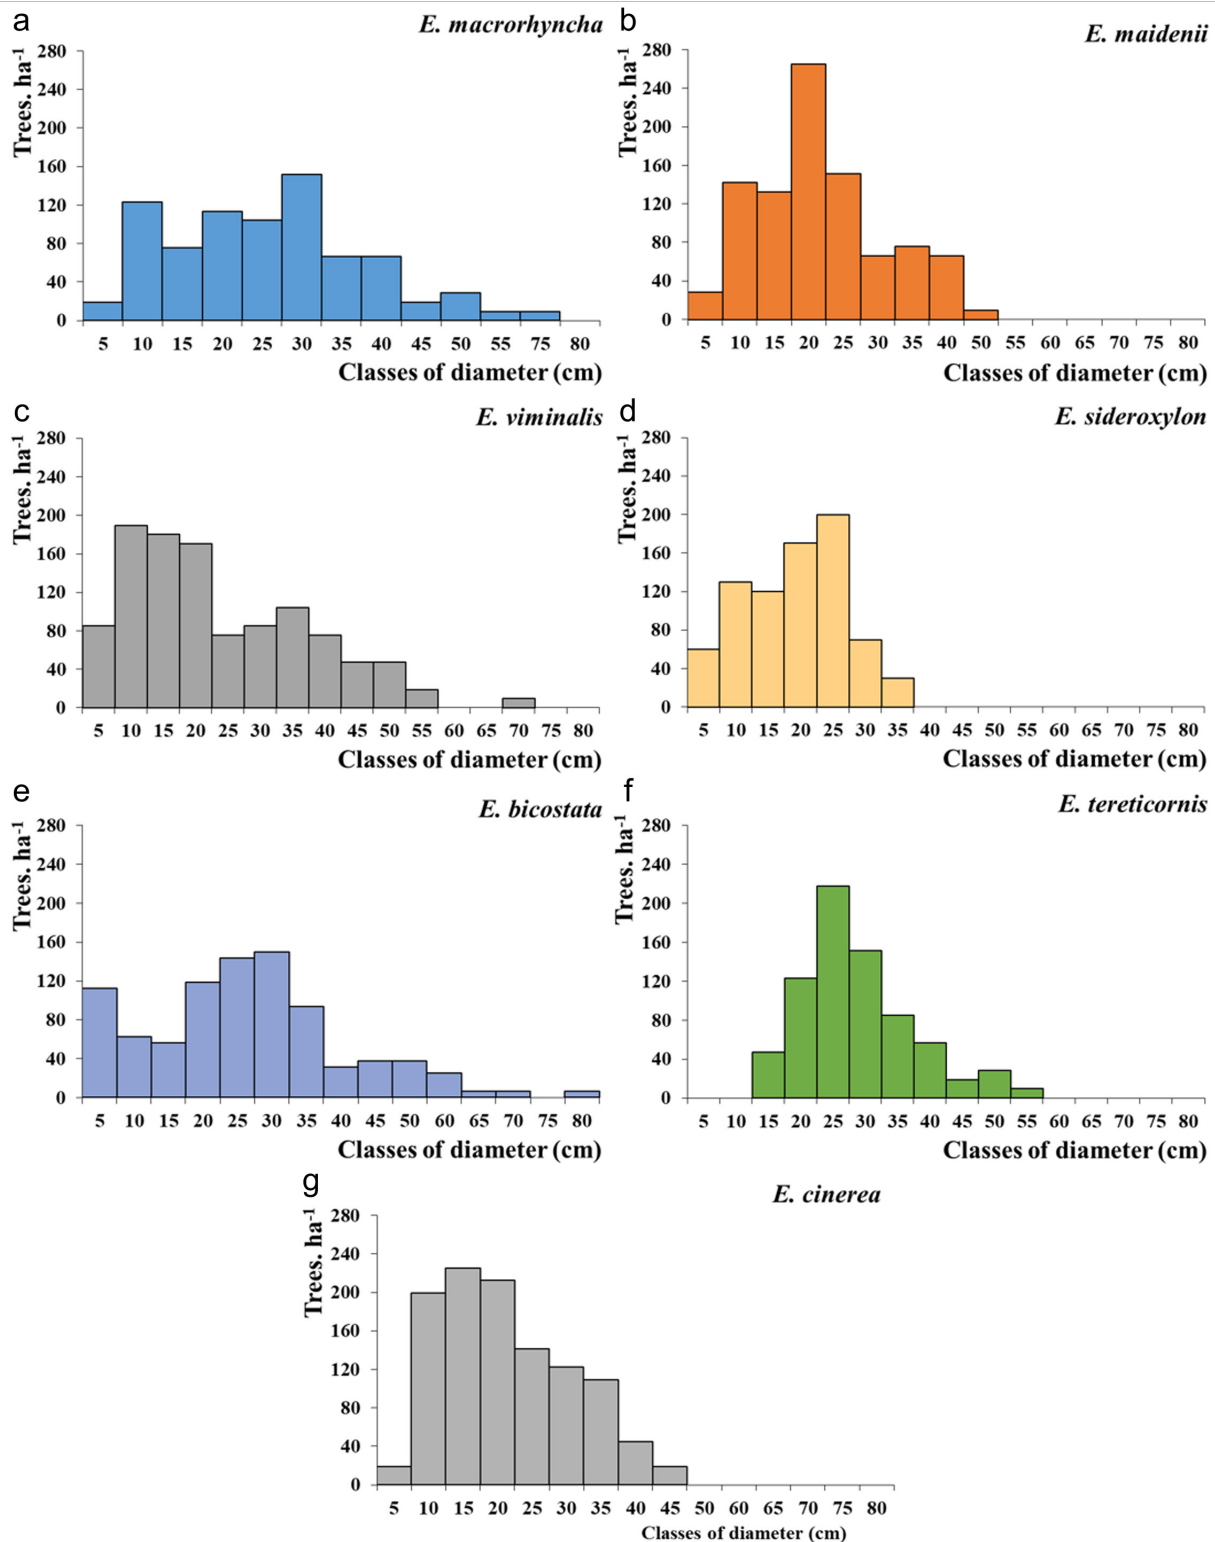 a
E. macrorhyncha
Trees. ha-1
280
240
200
160
120
80
40
0
5 10 15 20 25 30 35 40 45 50 55 75 80
Classes of diameter (cm)
b
E. maidenii
Trees. ha-1
280
240
200
160
120
80
40
0
5 10 15 20 25 30 35 40 50 55 60 65 70 75 80
Classes of diameter (cm)
c
E. viminalis
Trees. ha-1
280
240
200
160
120
80
40
0
5 10 15 20 25 30 35 40 45 50 55 60 65 70 75 80
Classes of diameter (cm)
d
E. sideroxylon
Trees. ha-1
280
240
200
160
120
80
40
0
5 10 15 20 25 30 35 40 45 50 55 60 65 70 75 80
Classes of diameter (cm)
e
E. bicostata
Trees. ha-1
280
240
200
160
120
80
40
0
5 10 15 20 25 30 35 40 45 50 60 65 70 75 80
Classes of diameter (cm)
f
E. tereticornis
Trees. ha-1
280
240
200
160
120
80
40
0
5 10 15 20 25 30 35 40 45 50 55 60 65 70 75 80
Classes of diameter (cm)
g
E. cinerea
Trees. ha-1
280
240
200
160
120
80
40
0
5 10 15 20 25 30 35 40 45 50 60 65 70 75 80
Classes of diameter (cm)